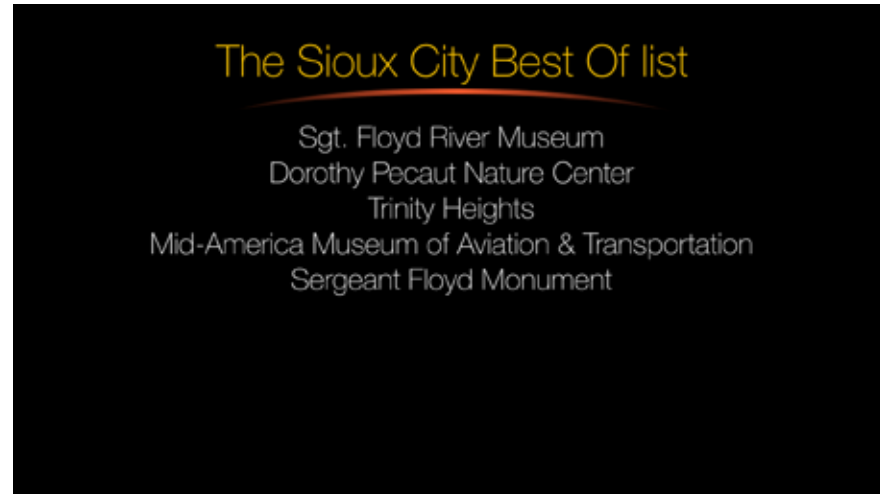 The Sioux City Best Of list
Sgt. Floyd River Museum
Dorothy Pecaut Nature Center
Trinity Heights
Mid-America Museum of Aviation & Transportation
Sergeant Floyd Monument